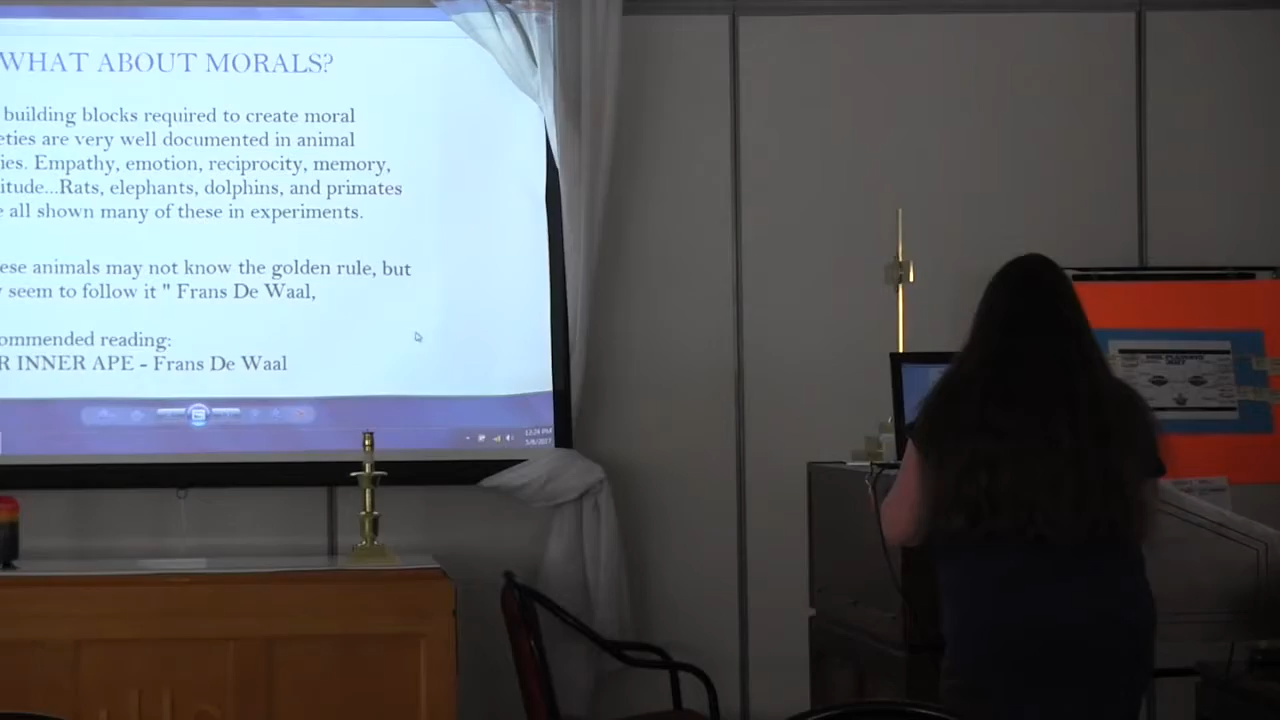 WHAT ABOUT MORALS?
building blocks required to create moral
eties are very well documented in animal
ies. Empathy, emotion, reciprocity, memory,
itude...Rats, elephants, dolphins, and primates
e all shown many of these in experiments.
ese animals may not know the golden rule, but
y seem to follow it " Frans De Waal,
ommended reading:
R INNER APE - Frans De Waal
2017